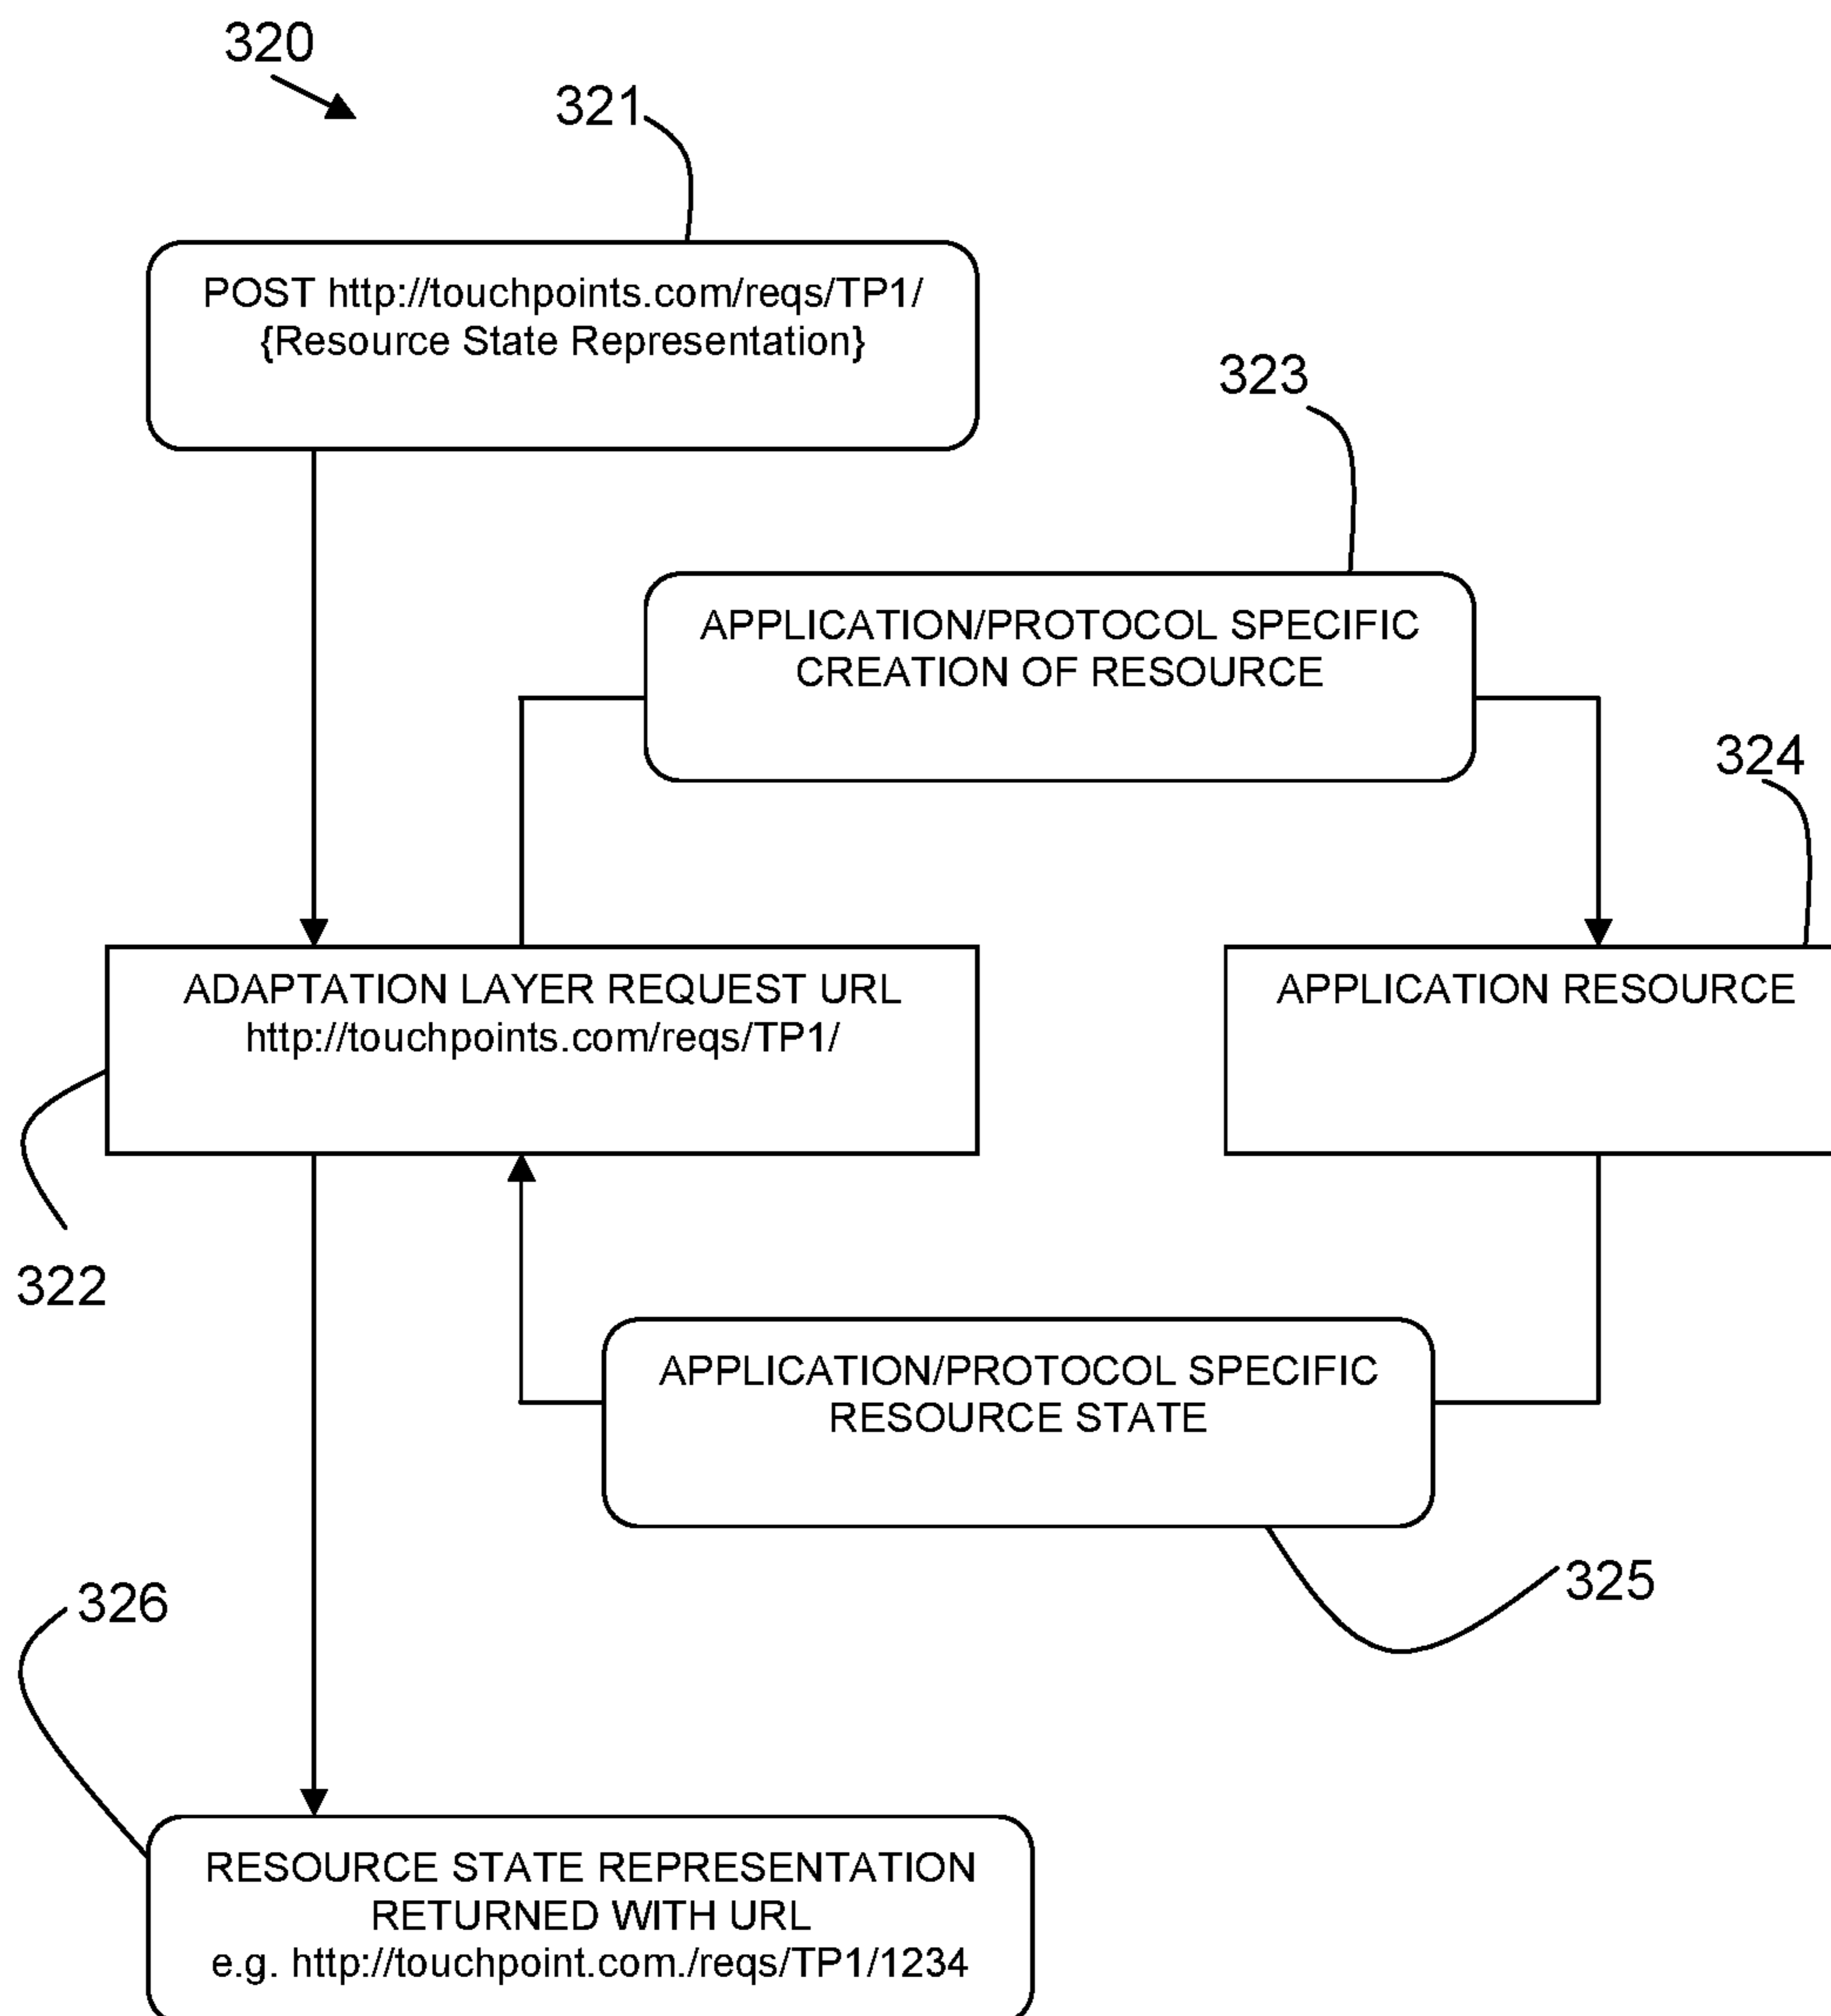 320
321
POST http://touchpoints.com/reqs/TP1/
{Resource State Representation}
323
APPLICATION/PROTOCOL SPECIFIC
CREATION OF RESOURCE
324
ADAPTATION LAYER REQUEST URL
http://touchpoints.com/reqs/TP1/
APPLICATION RESOURCE
322
APPLICATION/PROTOCOL SPECIFIC
RESOURCE STATE
325
326
RESOURCE STATE REPRESENTATION
RETURNED WITH URL
e.g. http://touchpoint.com./reqs/TP1/1234